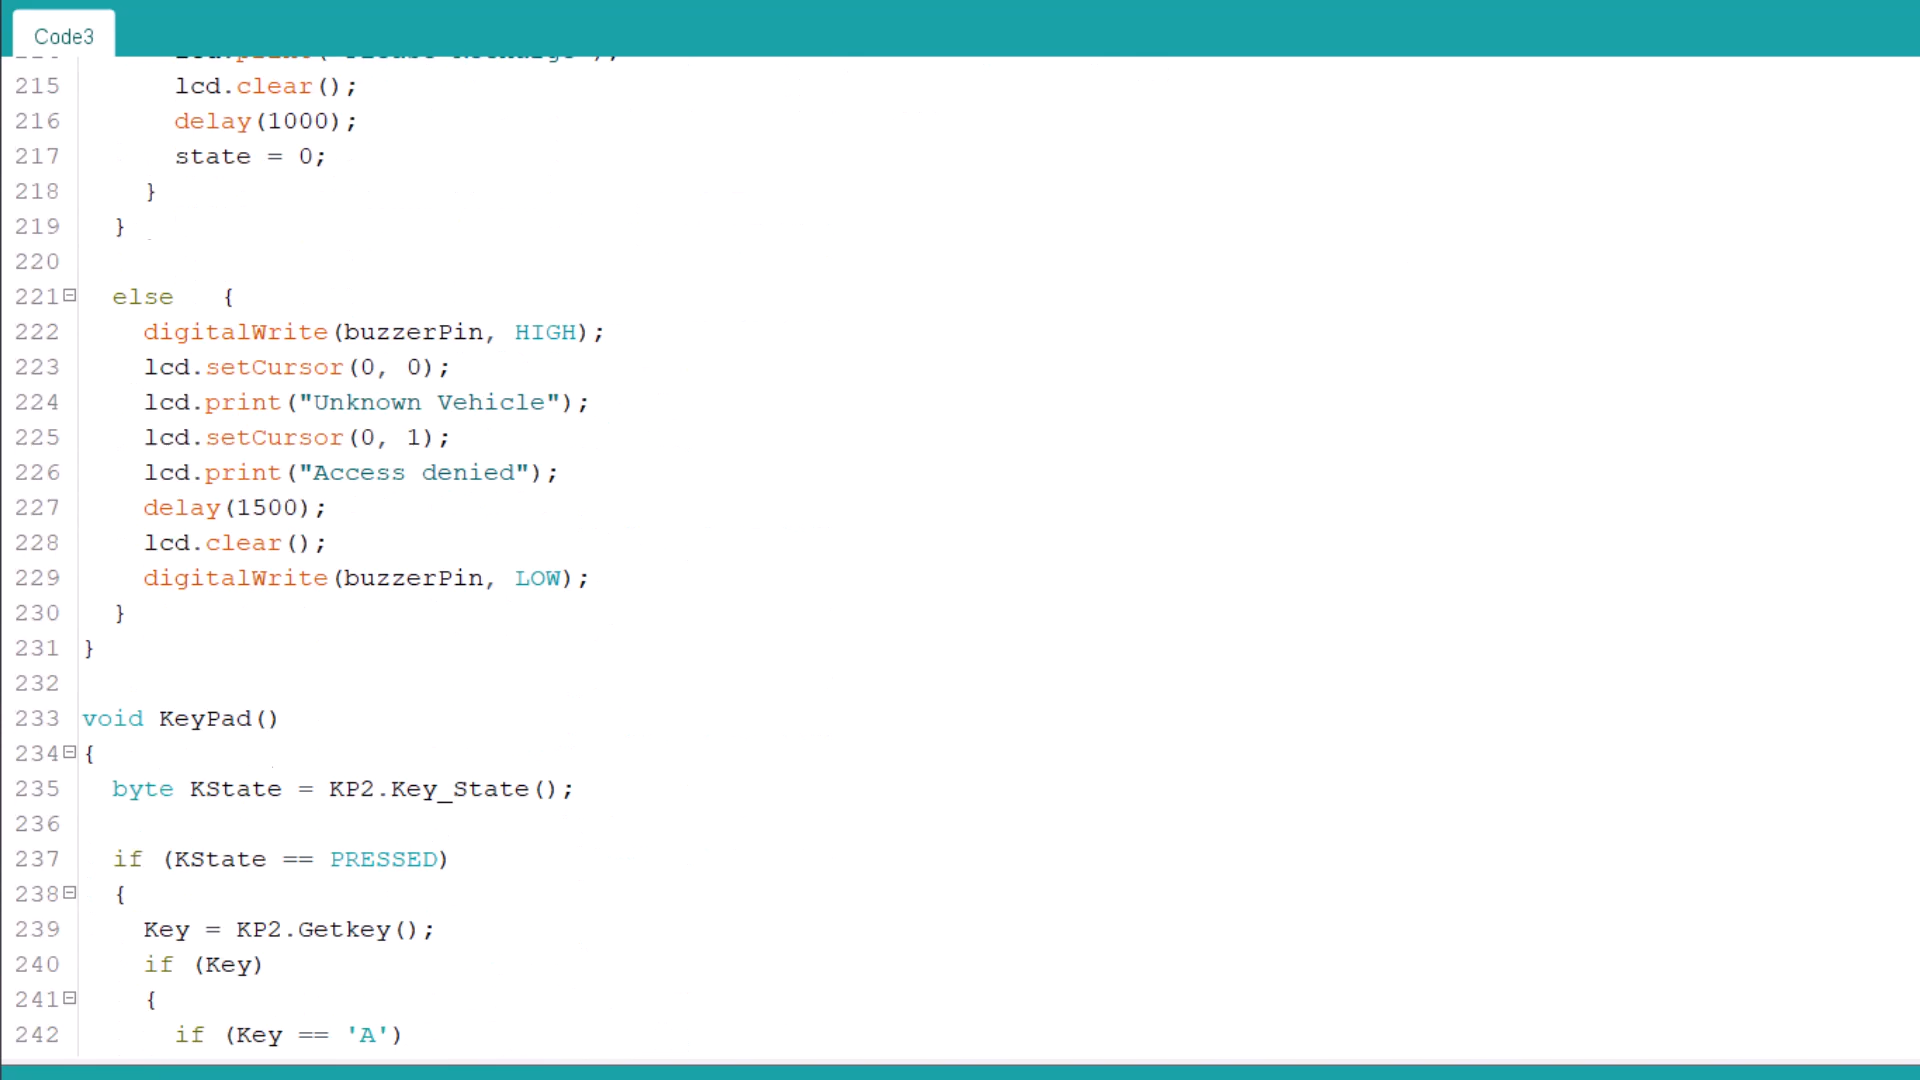 Code3
215 lcd.clear();
216 delay(1000);
217 state = 0;
218 }
219 }
220
221 else {
222 digitalWrite(buzzerPin, HIGH);
223 lcd.setCursor(0, 0);
224 lcd.print("Unknown Vehicle");
225 lcd.setCursor(0, 1);
226 lcd.print("Access denied");
227 delay(1500);
228 lcd.clear();
229 digitalWrite(buzzerPin, LOW);
230 }
231 }
232
233 void KeyPad()
234 {
235 byte KState = KP2.Key_State();
236
237 if (KState == PRESSED)
238 {
239 Key = KP2.Getkey();
240 if (Key)
241 {
242 if (Key == 'A')